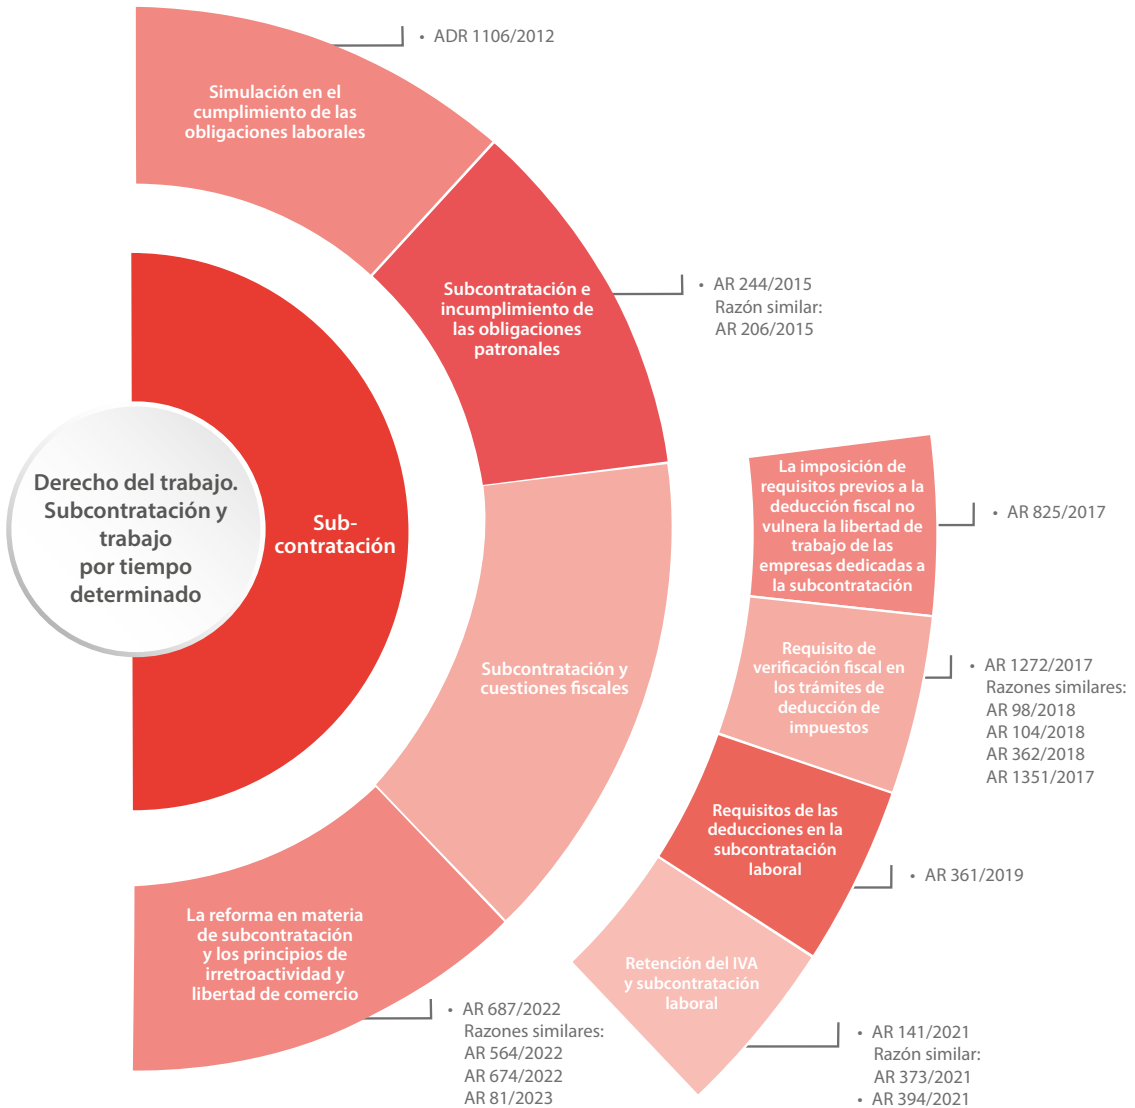 Derecho del trabajo.
Subcontratación y
trabajo
por tiempo
determinado
Sub-
contratación
Simulación en el
cumplimiento de las
obligaciones laborales
• ADR 1106/2012
Subcontratación e
incumplimiento de
las obligaciones
patronales
• AR 244/2015
Razón similar:
AR 206/2015
Subcontratación y
cuestiones fiscales
La imposición de
requisitos previos a la
deducción fiscal no
vulnera la libertad de
trabajo de las
empresas dedicadas a
la subcontratación
• AR 825/2017
Requisito de
verificación fiscal en
los trámites de
deducción de
impuestos
• AR 1272/2017
Razones similares:
AR 98/2018
AR 104/2018
AR 362/2018
AR 1351/2017
Requisitos de las
deducciones en la
subcontratación
laboral
• AR 361/2019
Retención del IVA
y subcontratación
laboral
• AR 141/2021
Razón similar:
AR 373/2021
• AR 394/2021
La reforma en materia
de subcontratación
y los principios de
irretroactividad y
libertad de comercio
• AR 687/2022
Razones similares:
AR 564/2022
AR 674/2022
AR 81/2023